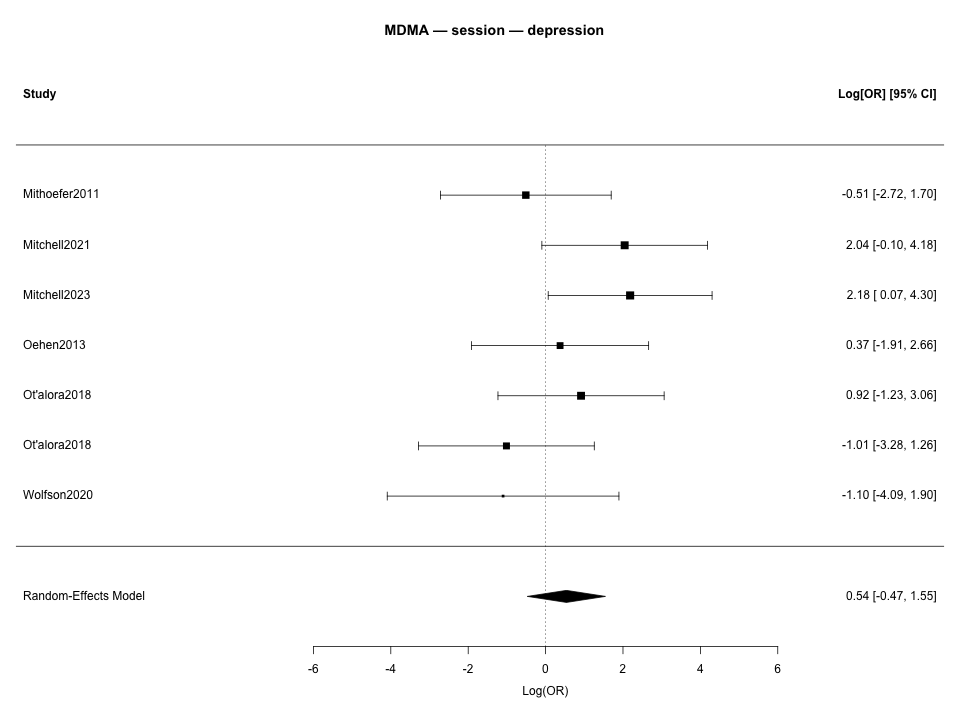 MDMA — session — depression
Study Log[OR] [95% CI]
Mithoefer2011 -0.51 [-2.72, 1.70]
Mitchell2021 2.04 [-0.10, 4.18]
Mitchell2023 2.18 [ 0.07, 4.30]
Oehen2013 0.37 [-1.91, 2.66]
Ot'alora2018 0.92 [-1.23, 3.06]
Ot'alora2018 -1.01 [-3.28, 1.26]
Wolfson2020 -1.10 [-4.09, 1.90]
Random-Effects Model 0.54 [-0.47, 1.55]
-6 -4 -2 0 2 4 6
Log(OR)